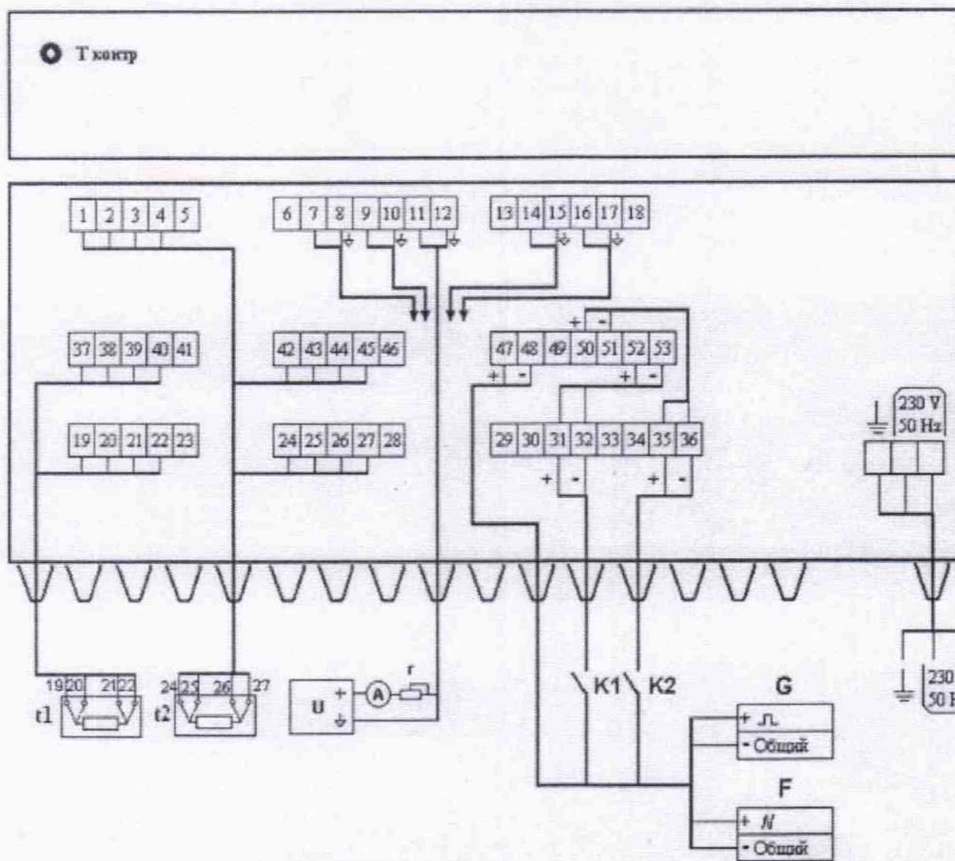 Т контр
1 2 3 4 5
6 7 8 9 10 11 12
13 14 15 16 17 18
+ -
37 38 39 40 41
42 43 44 45 46
47 48 49 50 51 52 53
+ - + -
230 V
50 Hz
19 20 21 22 23
24 25 26 27 28
29 30 31 32 33 34 35 36
+ - + -
19 20 21 22
24 25 26 27
t1
t2
U
+
A
r
K1
K2
G
+
- Общий
F
+ N
- Общий
230
50 H